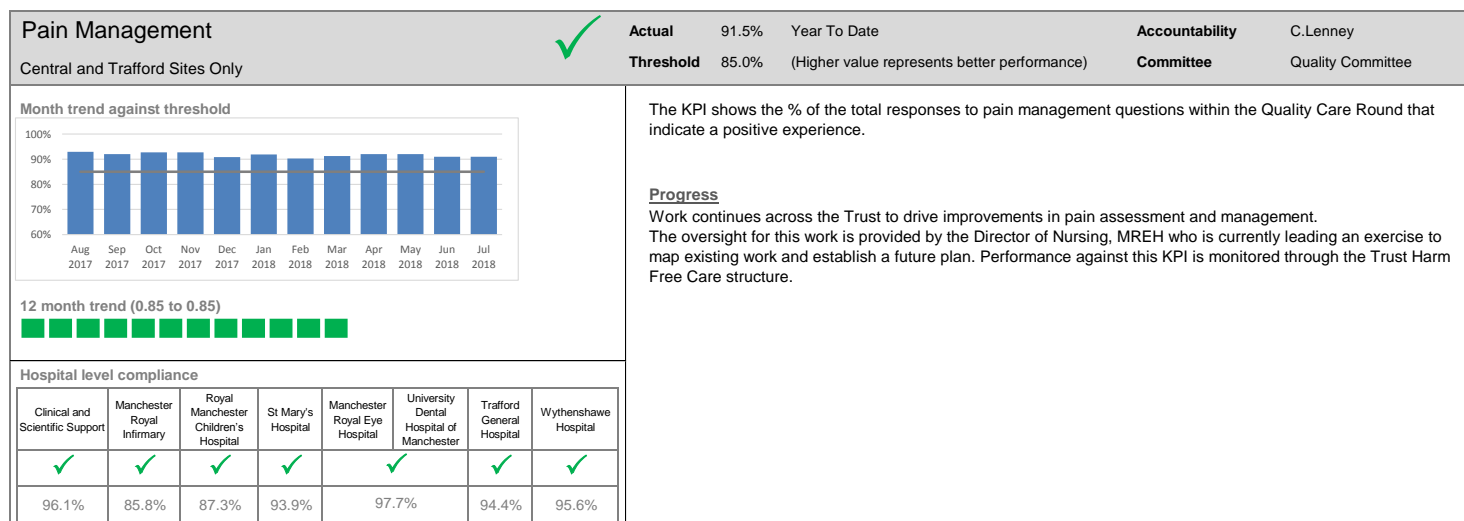 Pain Management
Central and Trafford Sites Only
Actual 91.5% Year To Date
Threshold 85.0% (Higher value represents better performance)
Accountability C.Lenney
Committee Quality Committee
Month trend against threshold
100%
90%
80%
70%
60%
Aug Sep Oct Nov Dec Jan Feb Mar Apr May Jun Jul
2017 2017 2017 2017 2017 2018 2018 2018 2018 2018 2018 2018
12 month trend (0.85 to 0.85)
The KPI shows the % of the total responses to pain management questions within the Quality Care Round that
indicate a positive experience.
Progress
Work continues across the Trust to drive improvements in pain assessment and management.
The oversight for this work is provided by the Director of Nursing, MREH who is currently leading an exercise to
map existing work and establish a future plan. Performance against this KPI is monitored through the Trust Harm
Free Care structure.
Hospital level compliance
Clinical and
Scientific Support
Manchester
Royal
Infirmary
Royal
Manchester
Children's
Hospital
St Mary's
Hospital
Manchester
Royal Eye
Hospital
University
Dental
Hospital of
Manchester
Trafford
General
Hospital
Wythenshawe
Hospital
96.1% 85.8% 87.3% 93.9% 97.7% 94.4% 95.6%